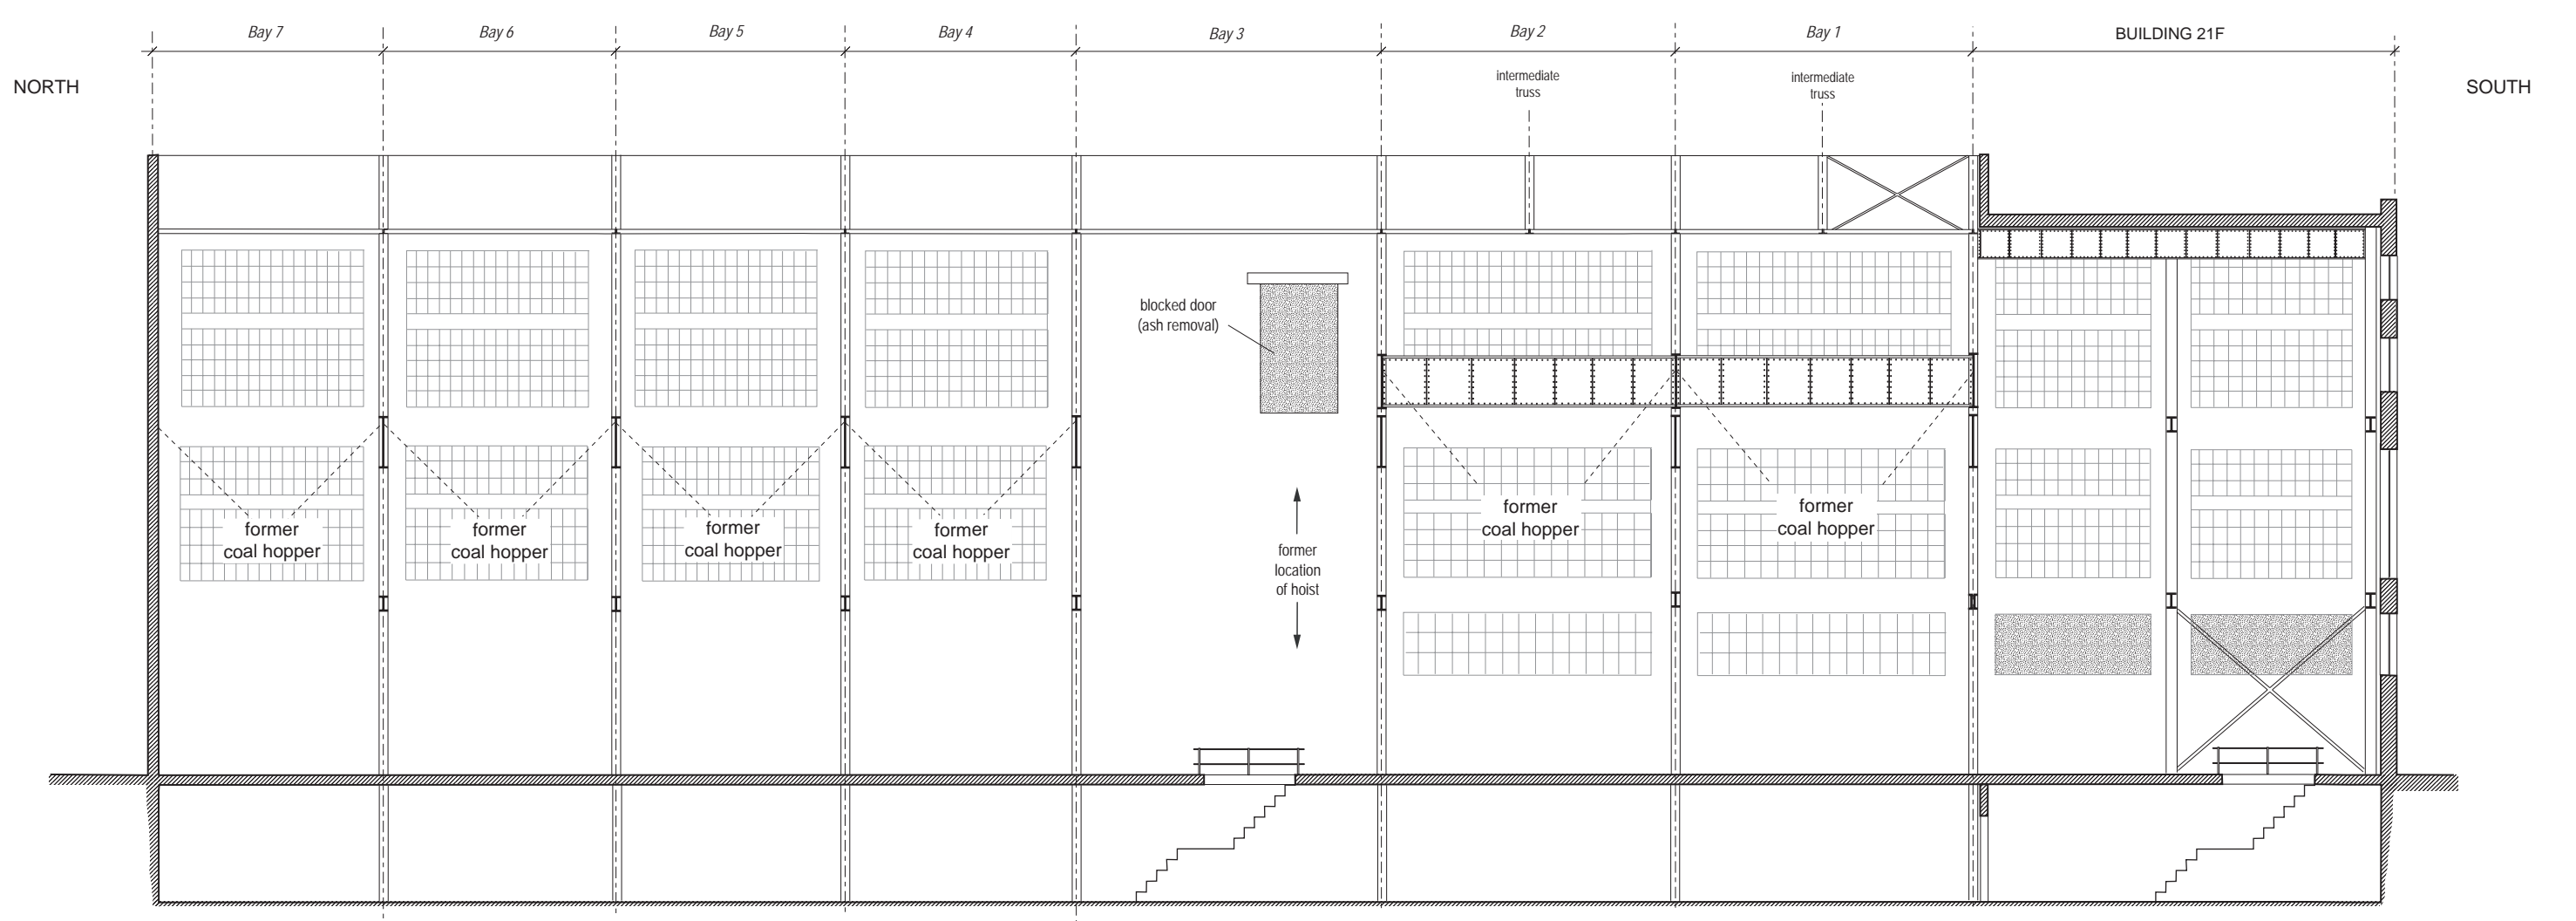 Bay 7
Bay 6
Bay 5
Bay 4
Bay 3
Bay 2
Bay 1
BUILDING 21F
NORTH
SOUTH
intermediate
truss
intermediate
truss
blocked door
(ash removal)
former
coal hopper
former
coal hopper
former
coal hopper
former
coal hopper
former
location
of hoist
former
coal hopper
former
coal hopper